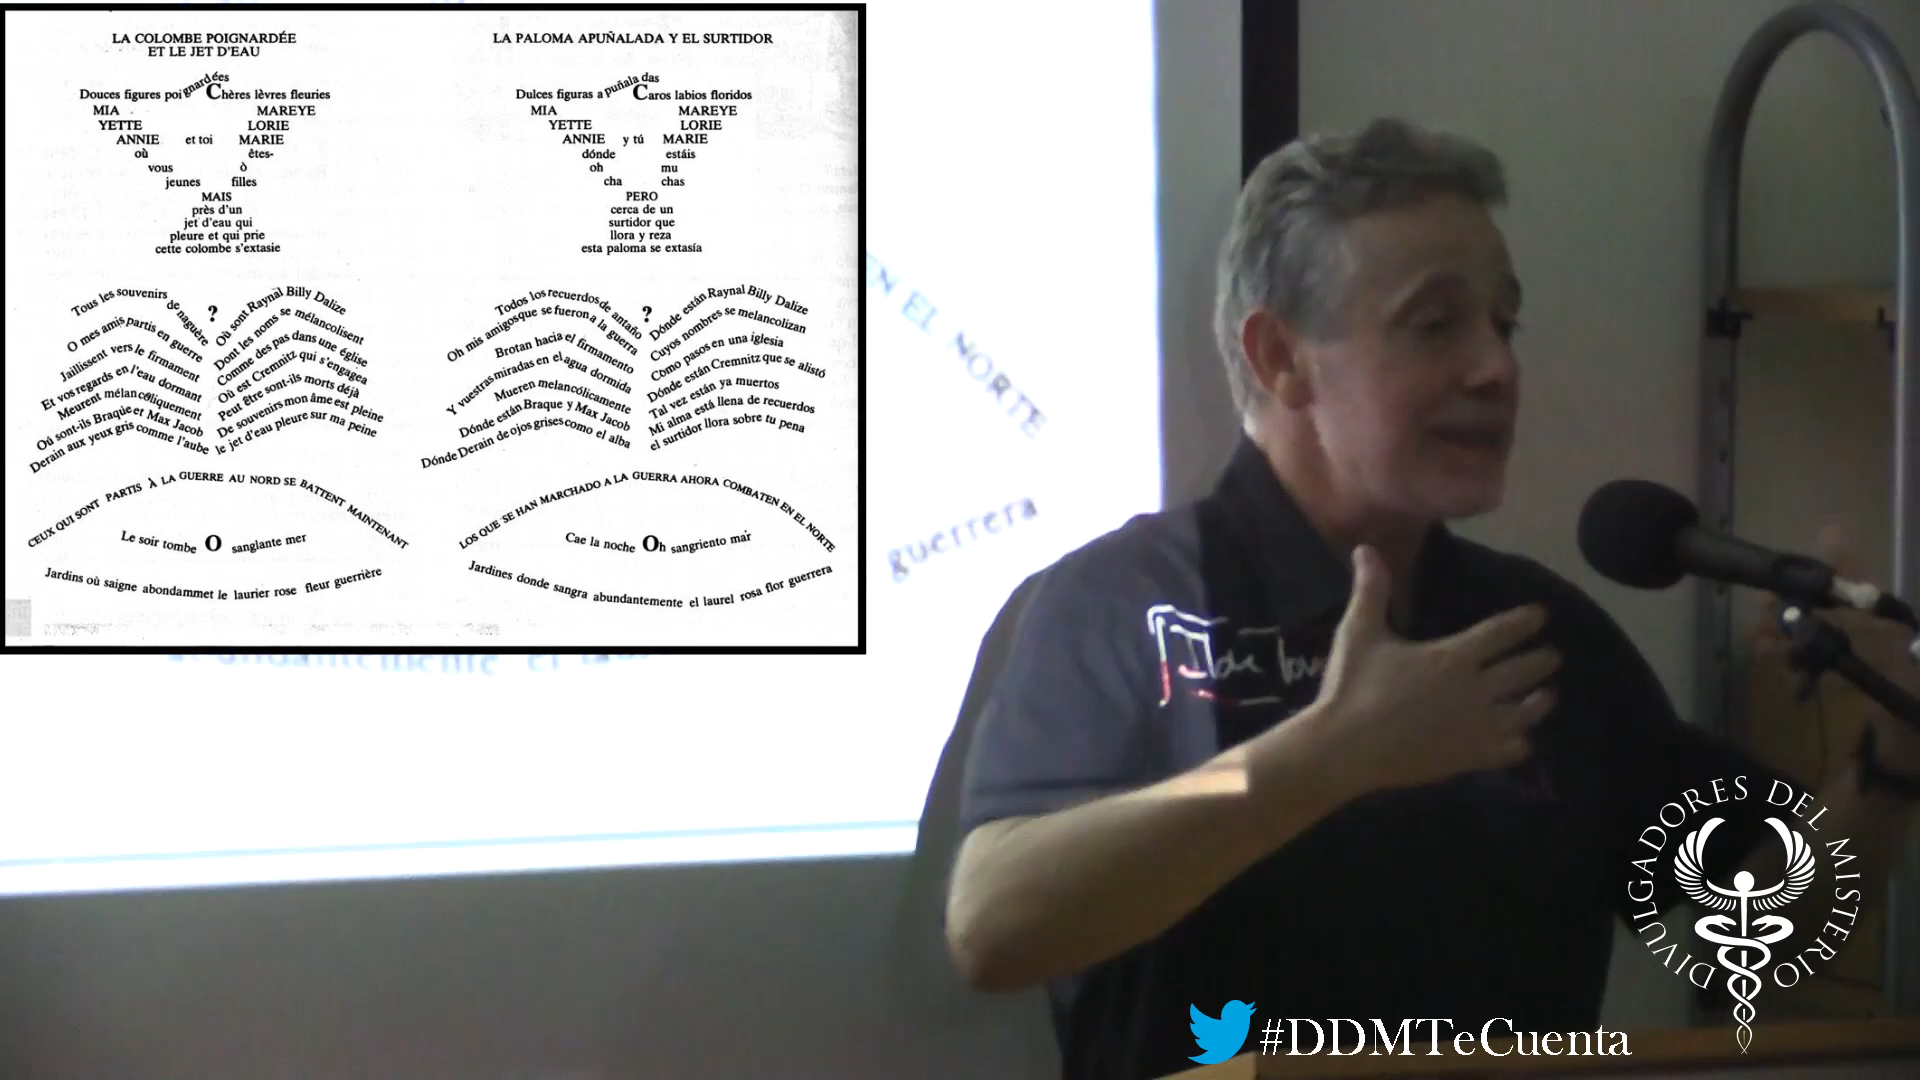 LA COLOMBE POIGNARDÉE
ET LE JET D'EAU
Douces figures poignardées Chères lèvres fleuries
MIA MAREYE
YETTE LORIE
ANNIE et toi MARIE
où êtes-
vous ò
jeunes filles
MAIS
près d'un
jet d'eau qui
pleure et qui prie
cette colombe s'extasie
Tous les souvenirs de naguère
O mes amis partis en guerre
Jaillissent vers le firmament
Et vos regards en l'eau dormant
Meurent mélancoliquement
Où sont-ils Braque et Max Jacob
Derain aux yeux gris comme l'aube
?
Où sont Raynal Billy Dalize
Dont les noms se mélancolisent
Comme des pas dans une église
Où est Cremnitz qui s'engagea
Peut être sont-ils morts déjà
De souvenirs mon âme est pleine
le jet d'eau pleure sur ma peine
CEUX QUI SONT PARTIS À LA GUERRE AU NORD SE BATTENT MAINTENANT
Le soir tombe O sanglante mer
Jardins où saigne abondammet le laurier rose fleur guerrière
LA PALOMA APUÑALADA Y EL SURTIDOR
Dulces figuras apuñaladas Caros labios floridos
MIA MAREYE
YETTE LORIE
ANNIE y tú MARIE
dónde estáis
oh mu
cha chas
PERO
cerca de un
surtidor que
llora y reza
esta paloma se extasía
Todos los recuerdos de antaño
Oh mis amigos que se fueron a la guerra
Brotan hacia el firmamento
Y vuestras miradas en el agua dormida
Mueren melancólicamente
Dónde están Braque y Max Jacob
Dónde Derain de ojos grises como el alba
?
Dónde están Raynal Billy Dalize
Cuyos nombres se melancolizan
Como pasos en una iglesia
Dónde están Cremnitz que se alistó
Tal vez están ya muertos
Mi alma está llena de recuerdos
el surtidor llora sobre tu pena
LOS QUE SE HAN MARCHADO A LA GUERRA AHORA COMBATEN EN EL NORTE
Cae la noche Oh sangriento mar
Jardines donde sangra abundantemente el laurel rosa flor guerrera
EN EL NORTE
guerrera
abundantemente el
DIVULGADORES DEL MISTERIO
#DDMTeCuenta